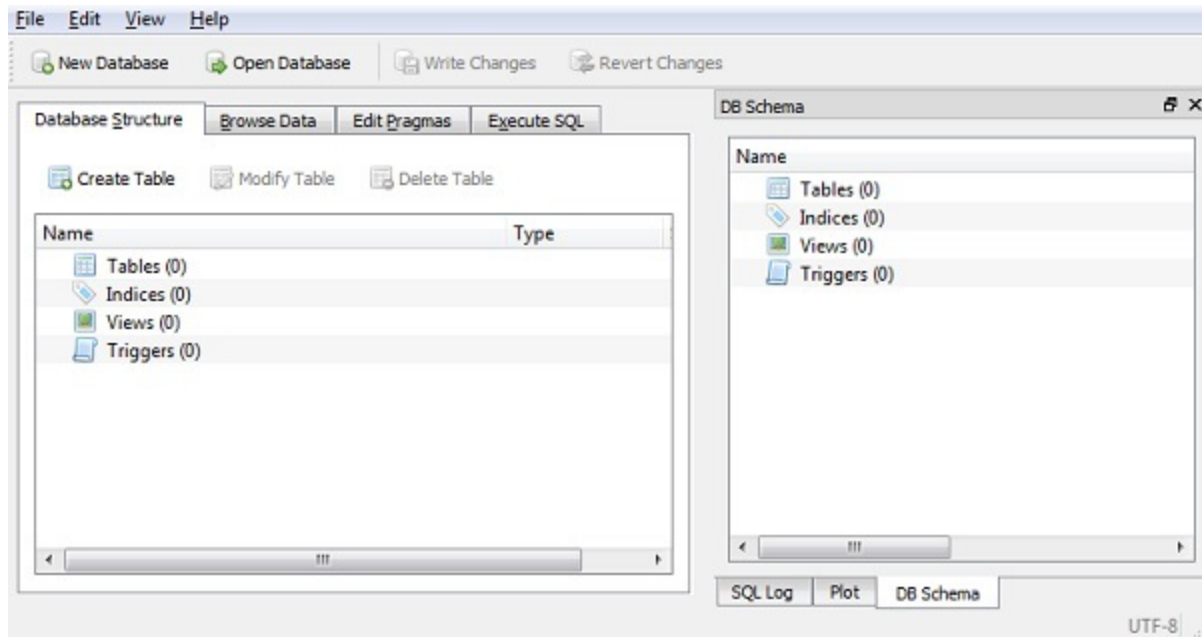 File Edit View Help
New Database Open Database Write Changes Revert Changes
Database Structure Browse Data Edit Pragmas Execute SQL
Create Table Modify Table Delete Table
Name Type
Tables (0)
Indices (0)
Views (0)
Triggers (0)
DB Schema
Name
Tables (0)
Indices (0)
Views (0)
Triggers (0)
SQL Log Plot DB Schema
UTF-8